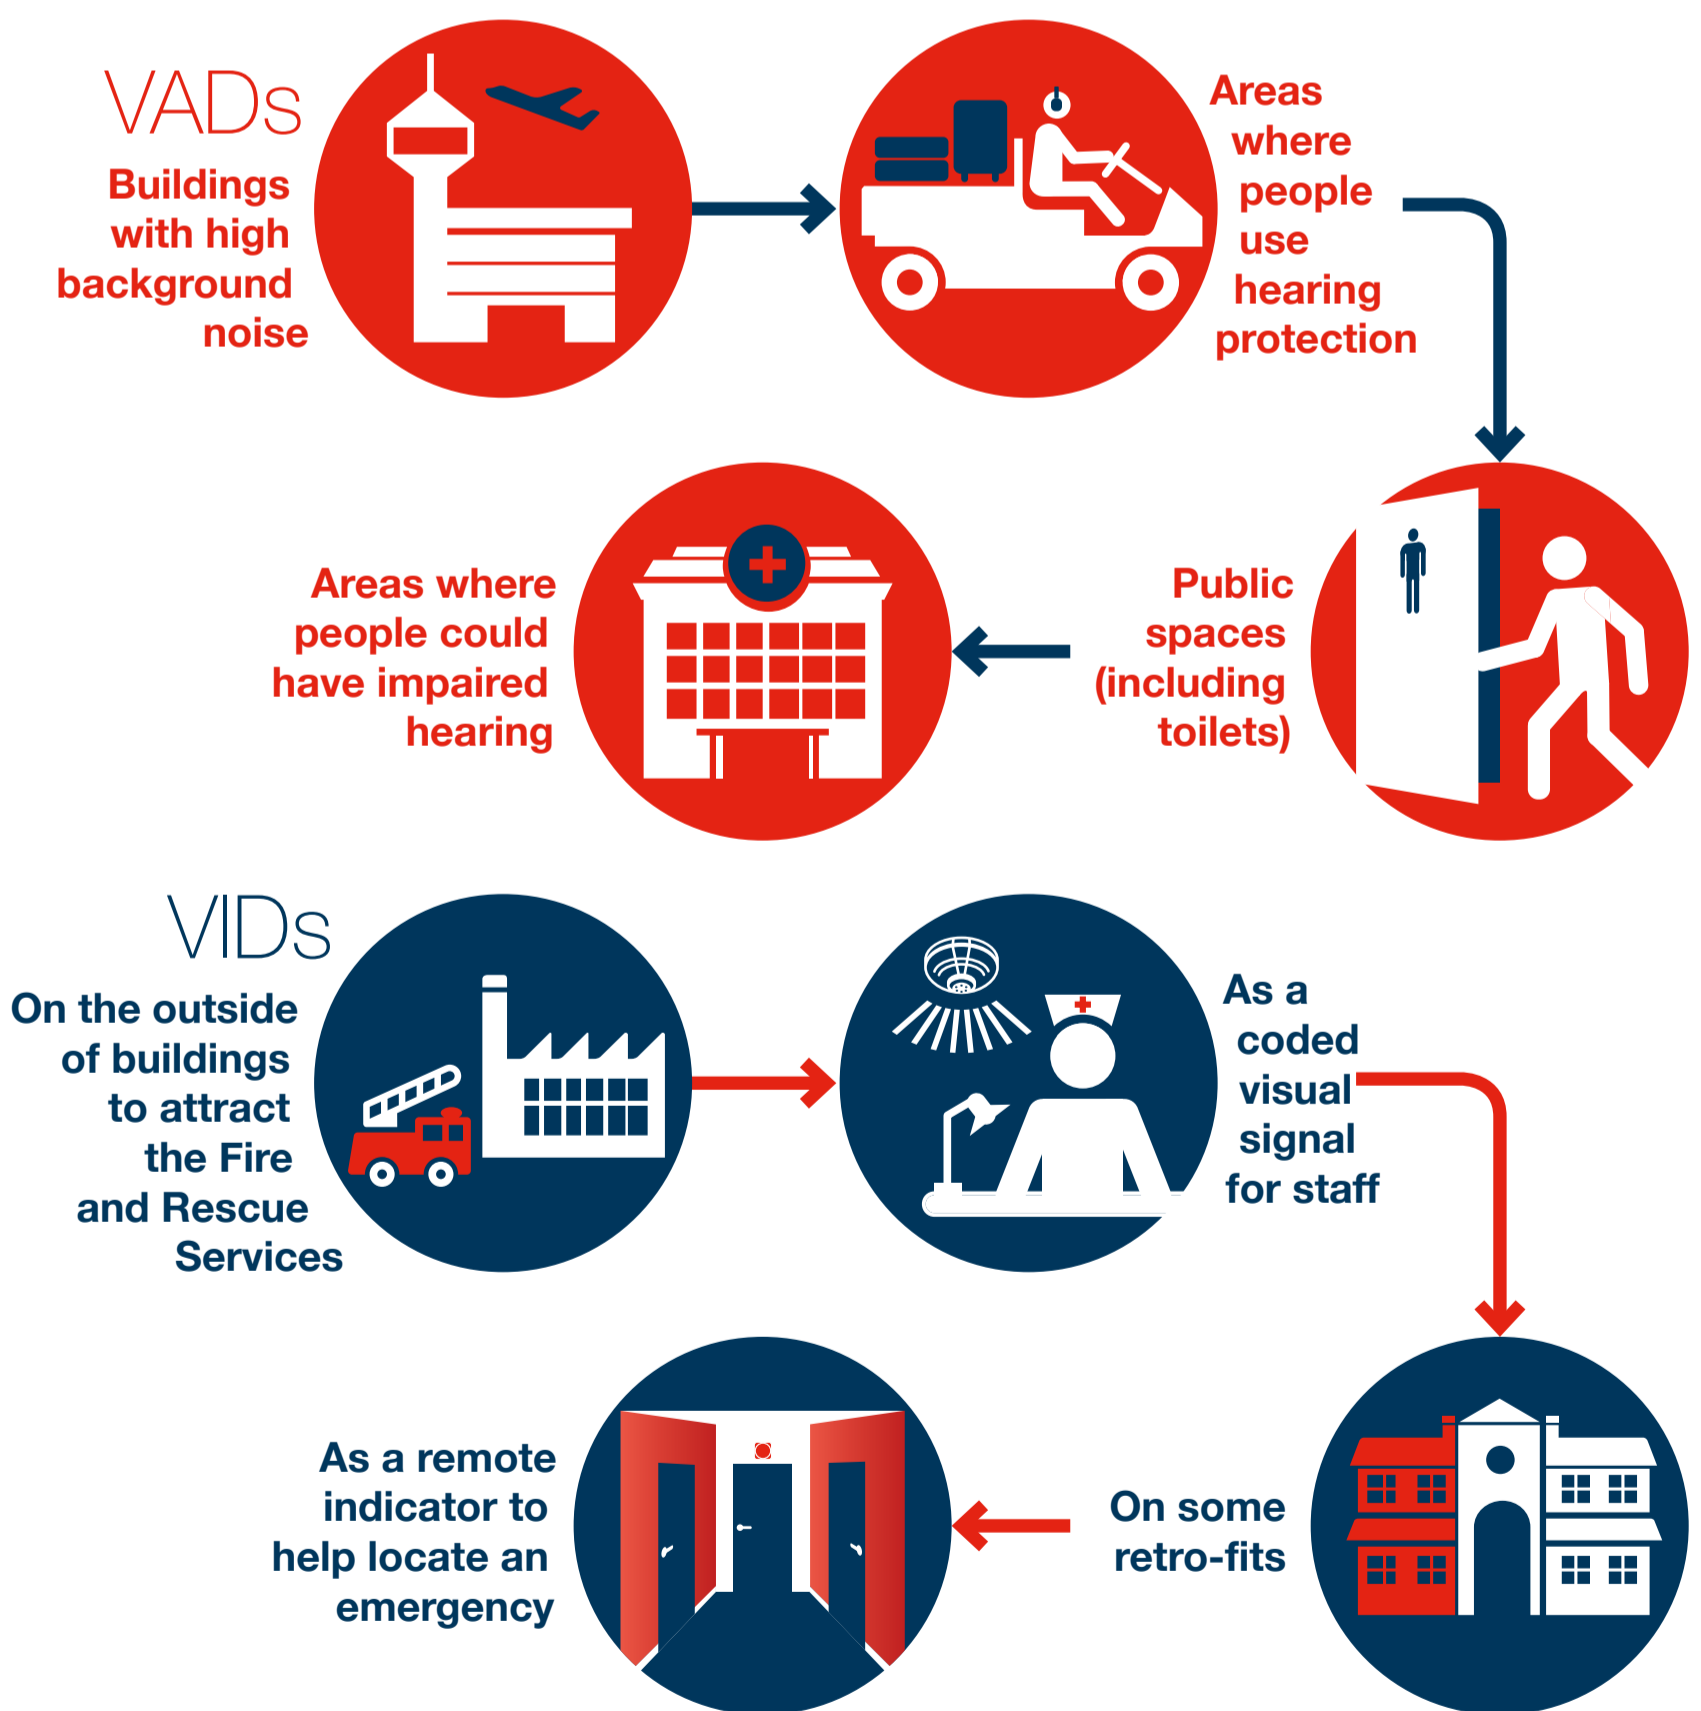 VADs
Buildings
with high
background
noise
Areas
where
people
use
hearing
protection
Public
spaces
(including
toilets)
Areas where
people could
have impaired
hearing
VIDs
On the outside
of buildings
to attract
the Fire
and Rescue
Services
As a
coded
visual
signal
for staff
On some
retro-fits
As a remote
indicator to
help locate an
emergency